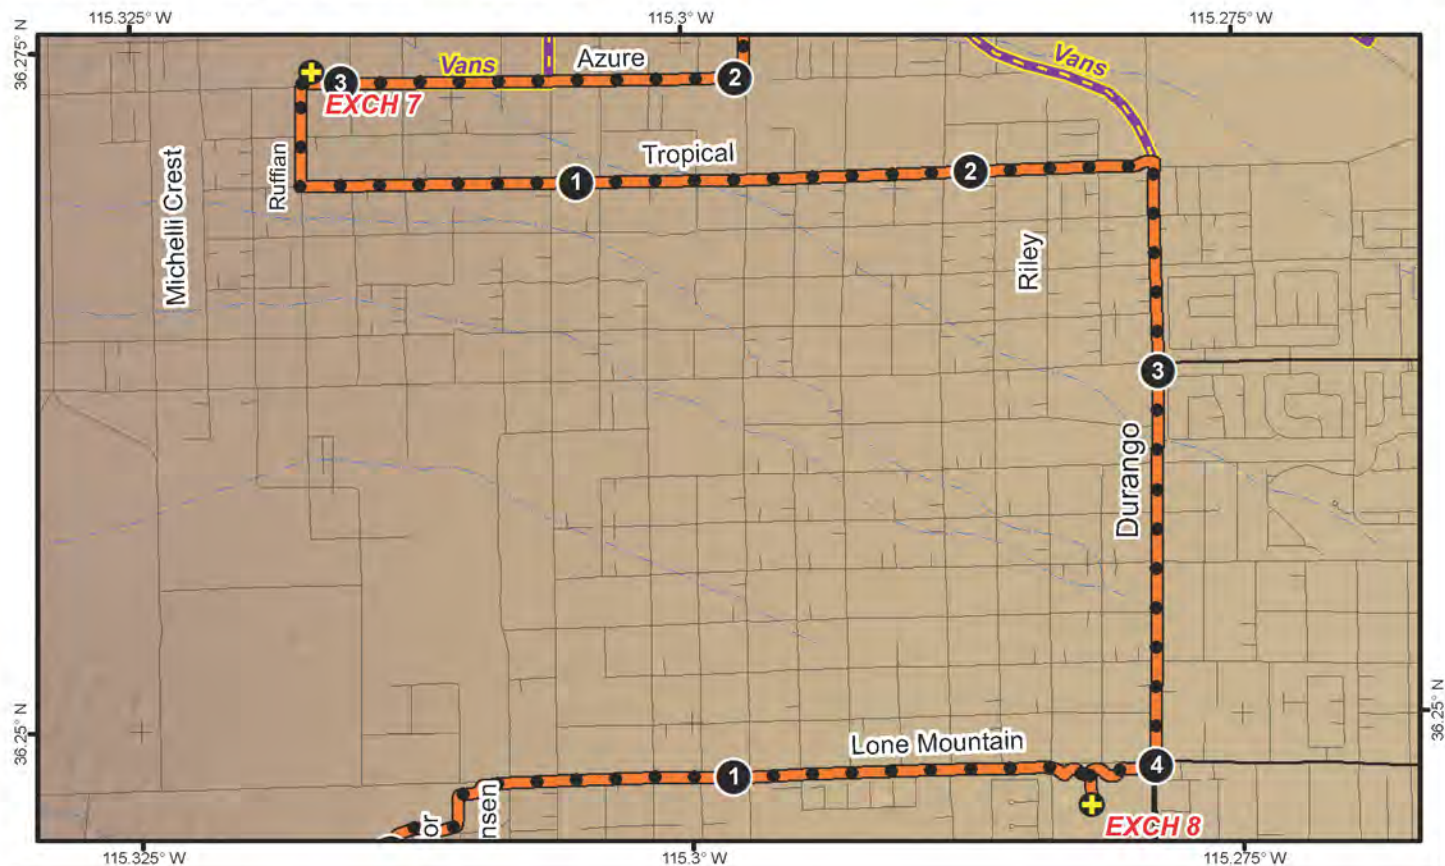 115.325° W
115.3° W
115.275° W
36.275° N
Vans
Azure
Vans
3
2
EXCH 7
Tropical
Ruffian
1
2
Michelli Crest
Riley
3
Durango
36.25° N
36.25° N
Lone Mountain
1
4
or
nsen
EXCH 8
115.325° W
115.3° W
115.275° W